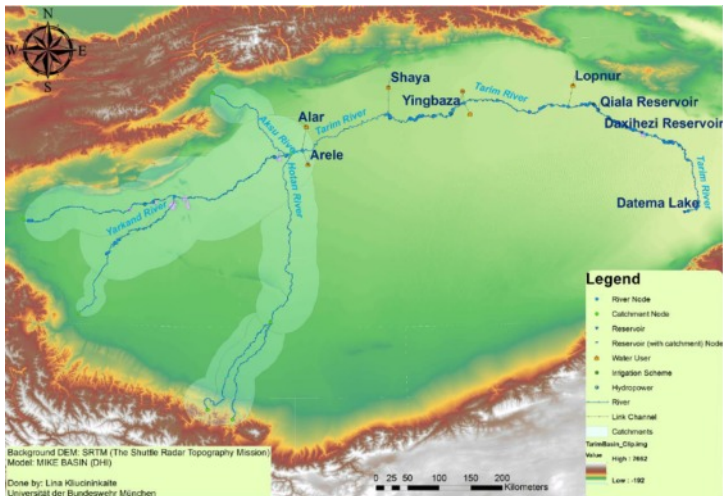 N
W E
S
Shaya
Lopnur
Tarim River
Yingbaza
Qiala Reservoir
Alar
Tarim River
Aksu River
Daxihezi Reservoir
Arele
Hotan River
Tarim River
Yarkand River
Datema Lake
Legend
River Node
Catchment Node
Reservoir
Reservoir (with catchment) Node
Water User
Irrigation Scheme
Hydropower
River
Link Channel
Catchments
TarimBasin_Clip.img
Value
High : 7692
Low : -192
Background DEM: SRTM (The Shuttle Radar Topography Mission)
Model: MIKE BASIN (DHI)
Done by: Lina Kliucininkaite
Universität der Bundeswehr München
0 25 50 100 150 200
Kilometers